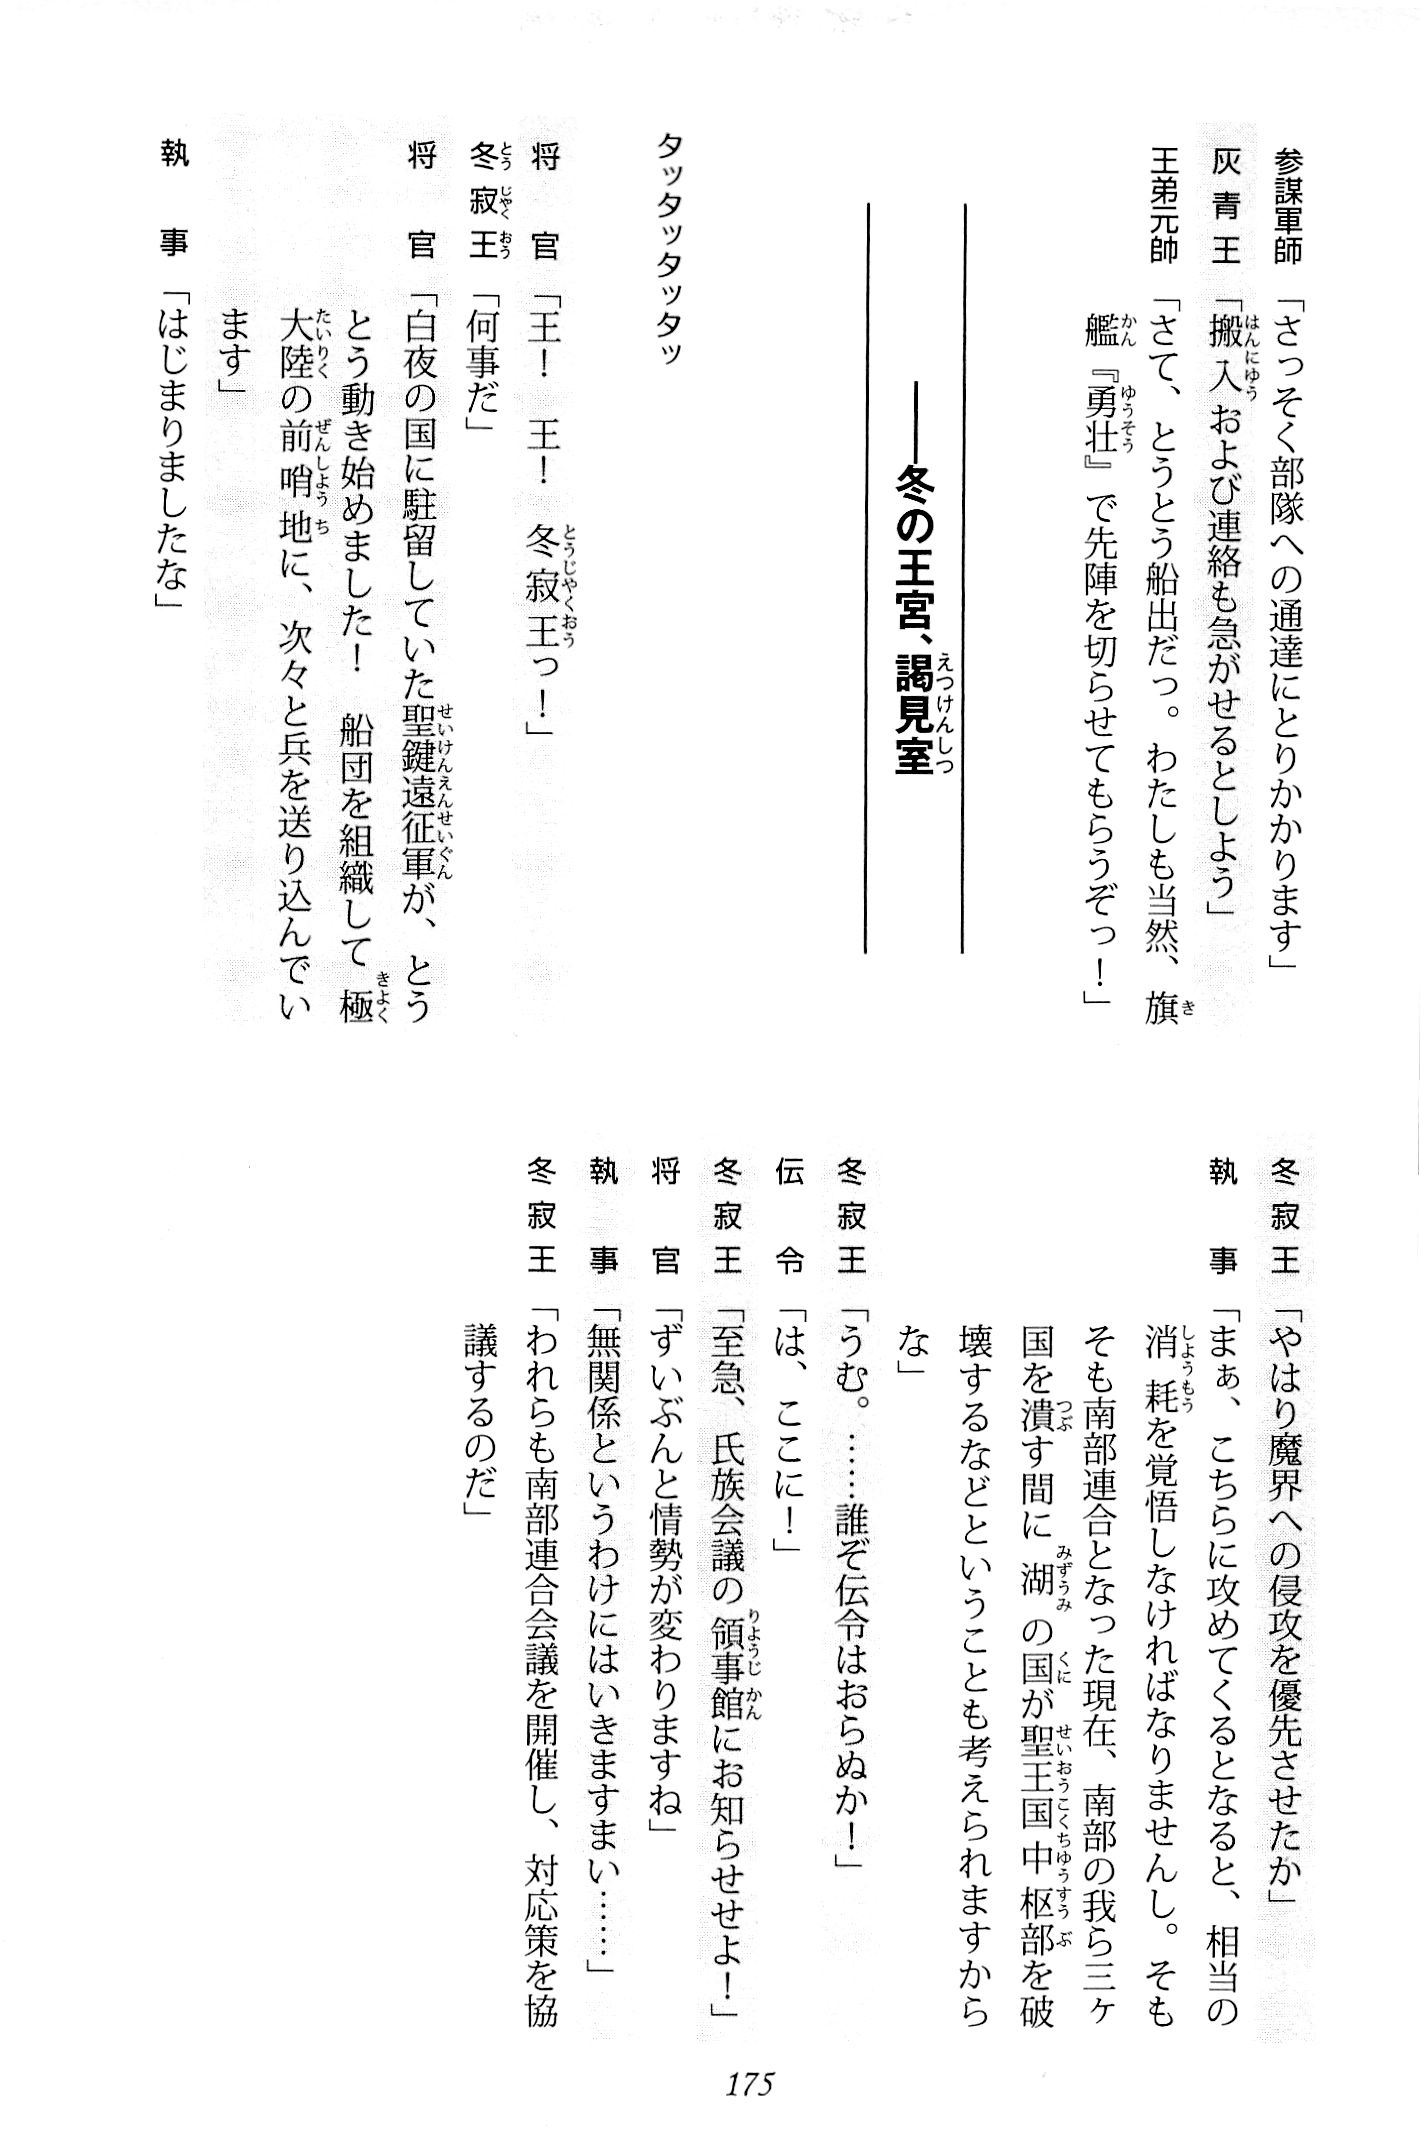 参謀軍師「さっそく部隊への通達にとりかかります」
灰青王「搬入および連絡も急がせるとしよう」
王弟元帥「さて、とうとう船出だっ。わたしも当然、旗
艦『勇壮』で先陣を切らせてもらうぞっ！」
――冬の王宮、謁見室
タッタッタッタッ
将官「王！　王！　冬寂王っ！」
冬寂王「何事だ」
将官「白夜の国に駐留していた聖鍵遠征軍が、とう
とう動き始めました！　船団を組織して極
大陸の前哨地に、次々と兵を送り込んでい
ます」
執事「はじまりましたな」
冬寂王「やはり魔界への侵攻を優先させたか」
執事「まぁ、こちらに攻めてくるとなると、相当の
消耗を覚悟しなければなりませんし。そも
そも南部連合となった現在、南部の我ら三ヶ
国を潰す間に湖の国が聖王国中枢部を破
壊するなどということも考えられますから
な」
冬寂王「うむ。……誰ぞ伝令はおらぬか！」
伝令「は、ここに！」
冬寂王「至急、氏族会議の領事館にお知らせせよ！」
将官「ずいぶんと情勢が変わりますね」
執事「無関係というわけにはいきますまい……」
冬寂王「われらも南部連合会議を開催し、対応策を協
議するのだ」
175